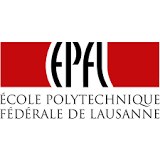 EPFL
ÉCOLE POLYTECHNIQUE
FÉDÉRALE DE LAUSANNE